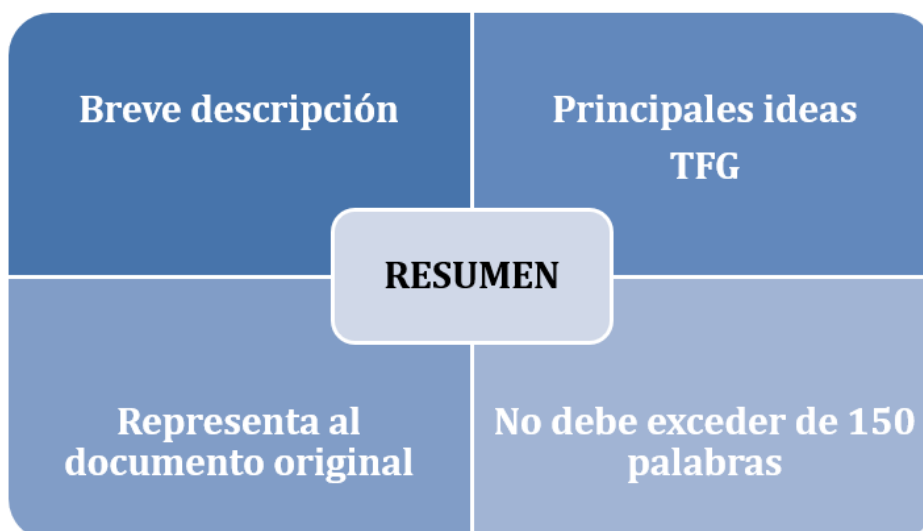 Breve descripción
Principales ideas
TFG
RESUMEN
Representa al
documento original
No debe exceder de 150
palabras